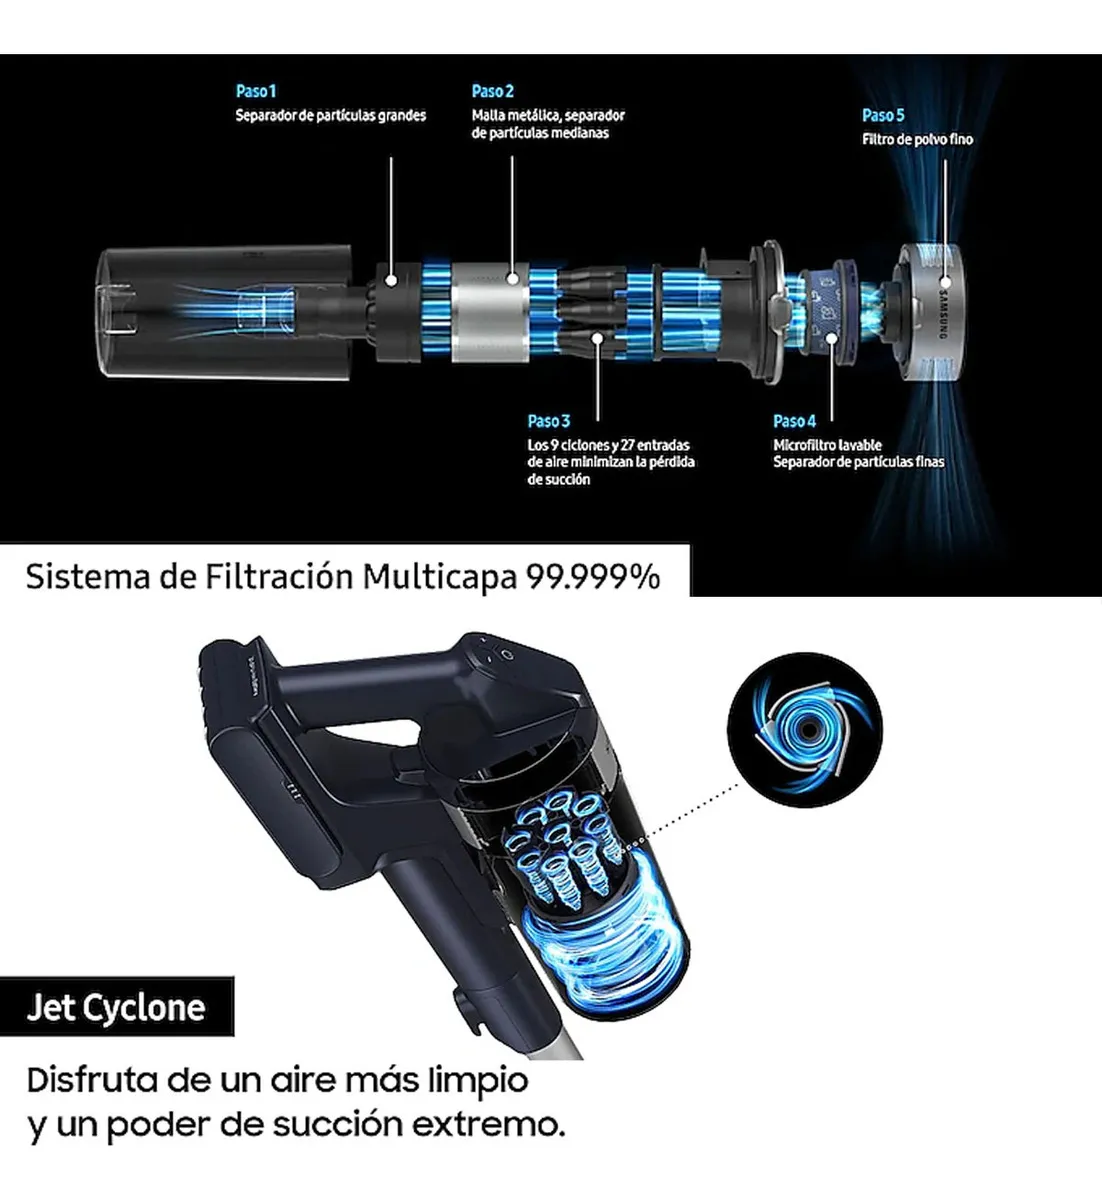 Paso 1
Separador de partículas grandes
Paso 2
Malla metálica, separador
de partículas medianas
Paso 5
Filtro de polvo fino
SAMSUNG
Paso 3
Los 9 ciclones y 27 entradas
de aire minimizan la pérdida
de succión
Paso 4
Microfiltro lavable
Separador de partículas finas
Sistema de Filtración Multicapa 99.999%
Jet Cyclone
Disfruta de un aire más limpio
y un poder de succión extremo.